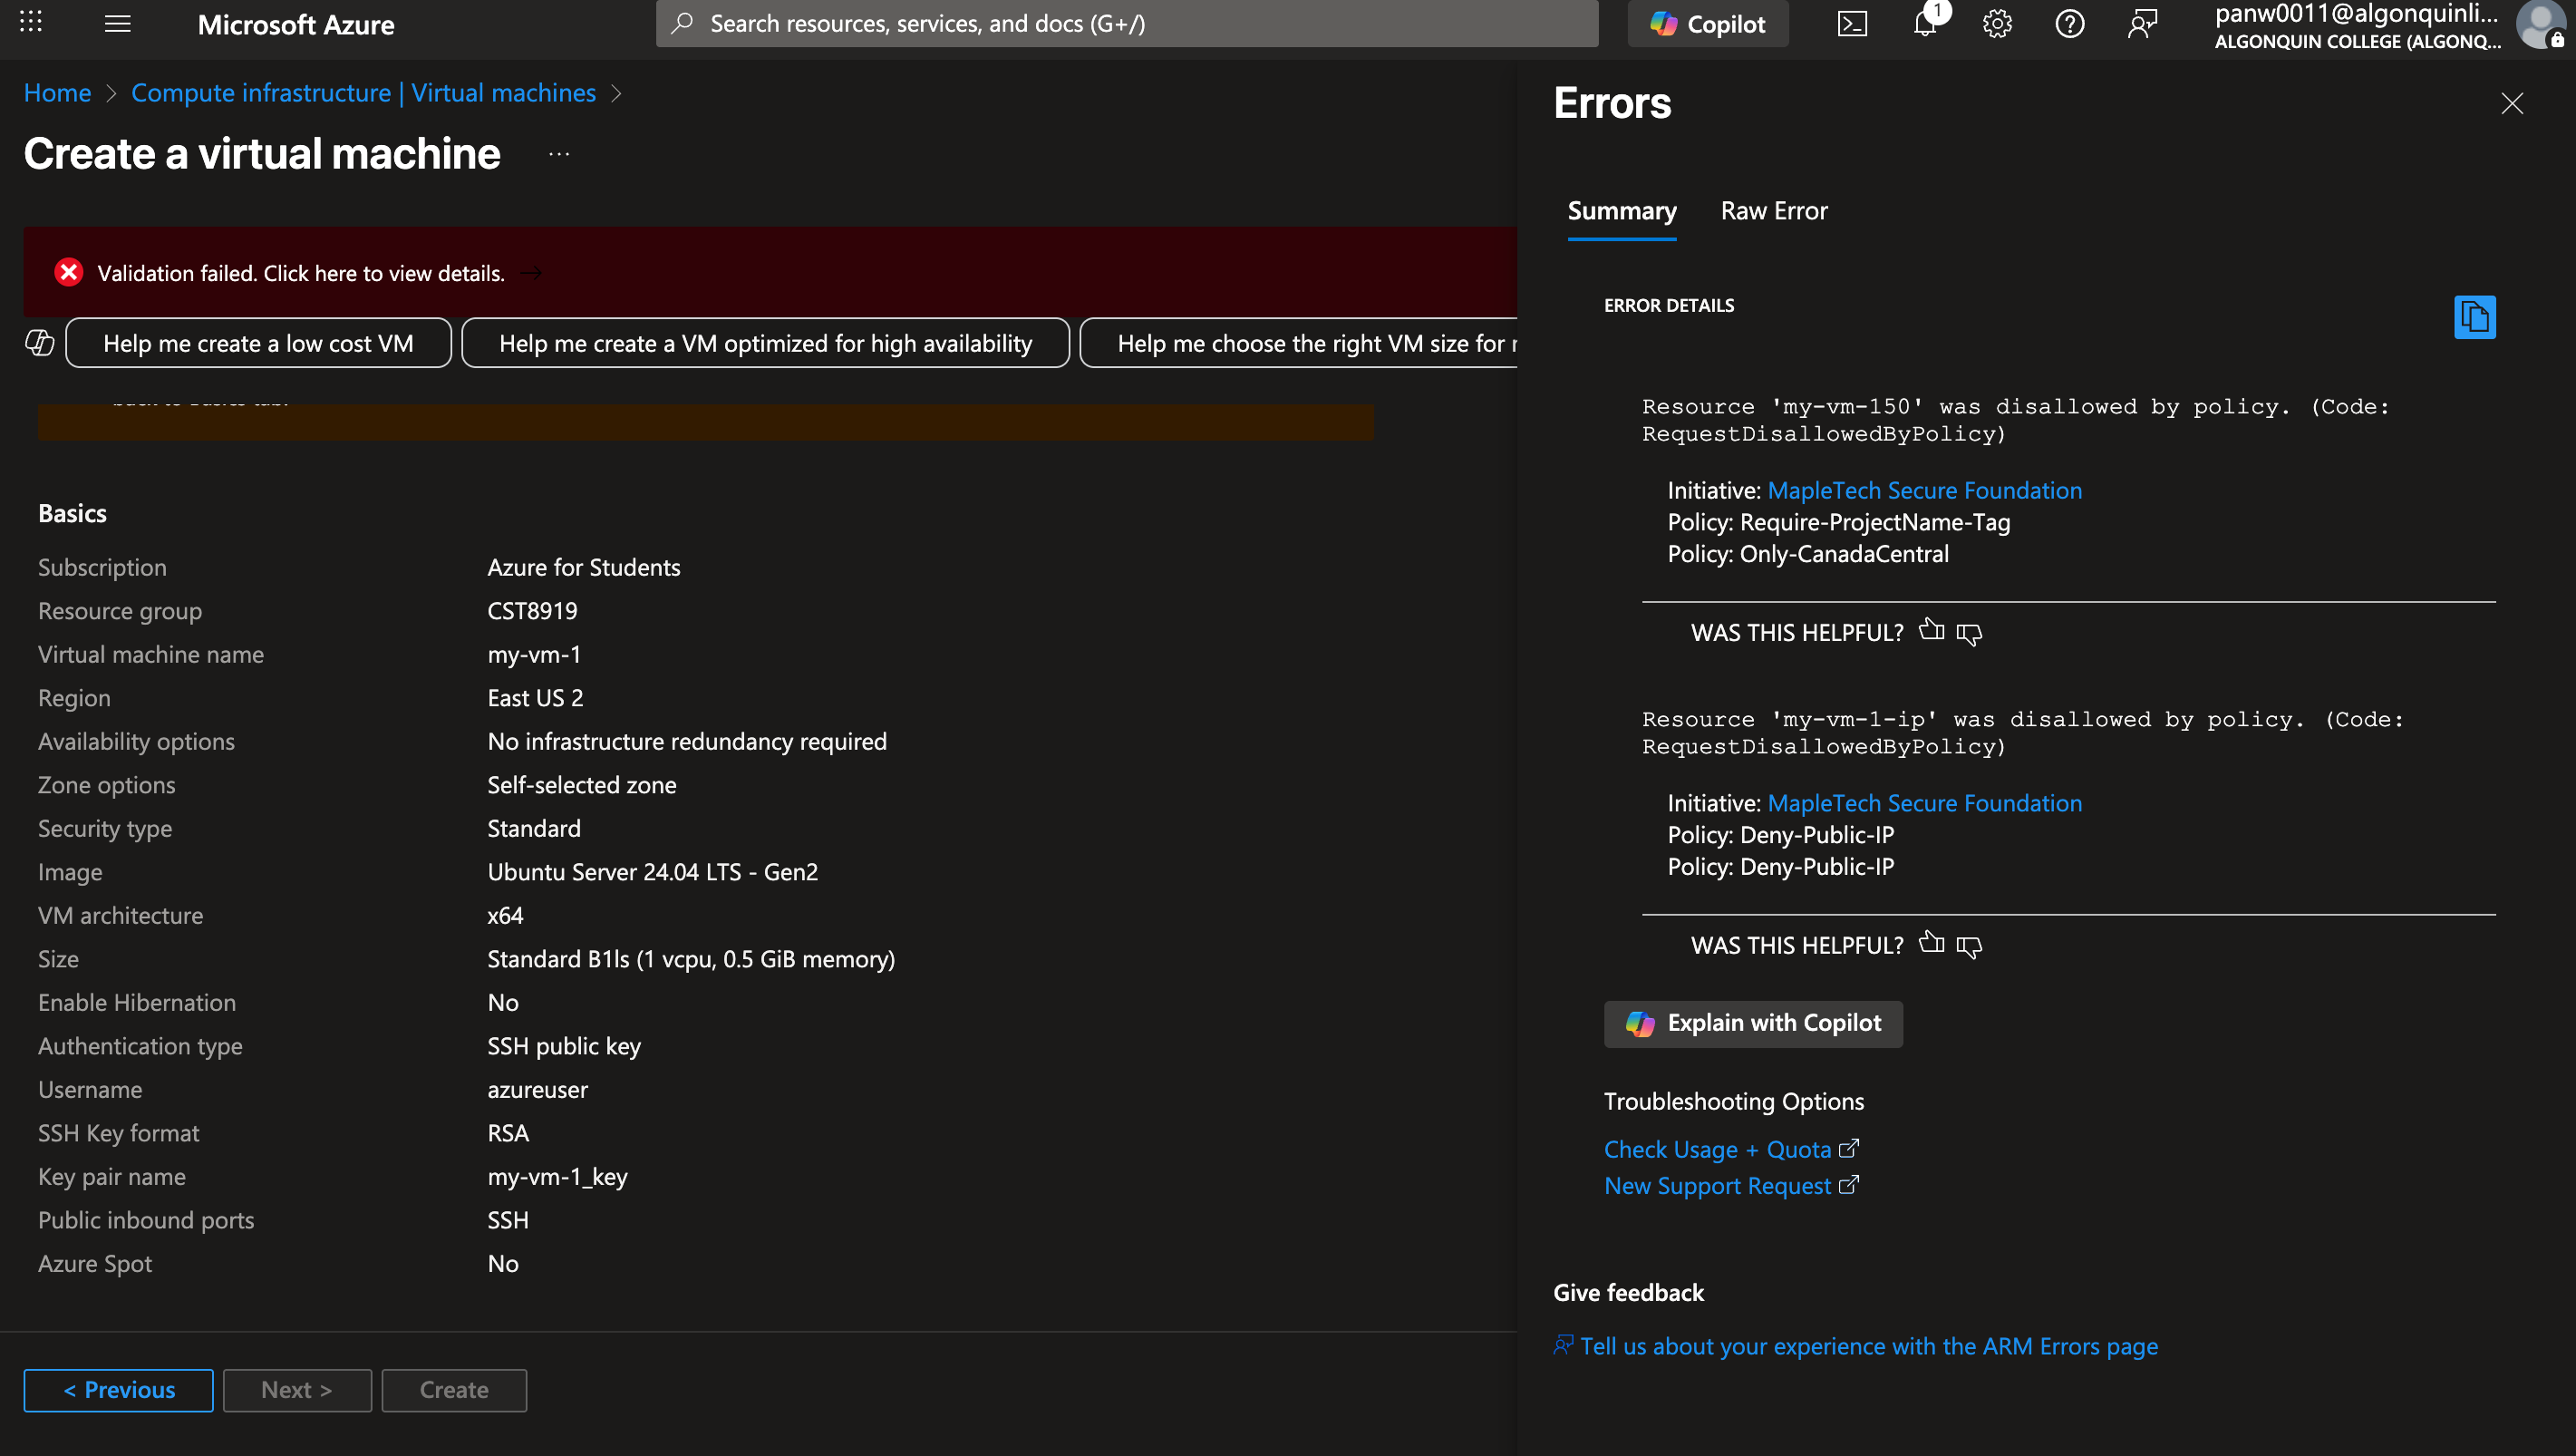 Microsoft Azure
Search resources, services, and docs (G+/)
Copilot
1
panw0011@algonquinli...
ALGONQUIN COLLEGE (ALGONQ...
Home > Compute infrastructure | Virtual machines >
Create a virtual machine ...
Validation failed. Click here to view details. →
Help me create a low cost VM
Help me create a VM optimized for high availability
Help me choose the right VM size for
back to Basics tab.
Basics
Subscription Azure for Students
Resource group CST8919
Virtual machine name my-vm-1
Region East US 2
Availability options No infrastructure redundancy required
Zone options Self-selected zone
Security type Standard
Image Ubuntu Server 24.04 LTS - Gen2
VM architecture x64
Size Standard B1ls (1 vcpu, 0.5 GiB memory)
Enable Hibernation No
Authentication type SSH public key
Username azureuser
SSH Key format RSA
Key pair name my-vm-1_key
Public inbound ports SSH
Azure Spot No
< Previous
Next >
Create
Errors
Summary
Raw Error
ERROR DETAILS
Resource 'my-vm-150' was disallowed by policy. (Code:
RequestDisallowedByPolicy)
Initiative: MapleTech Secure Foundation
Policy: Require-ProjectName-Tag
Policy: Only-CanadaCentral
WAS THIS HELPFUL?
Resource 'my-vm-1-ip' was disallowed by policy. (Code:
RequestDisallowedByPolicy)
Initiative: MapleTech Secure Foundation
Policy: Deny-Public-IP
Policy: Deny-Public-IP
WAS THIS HELPFUL?
Explain with Copilot
Troubleshooting Options
Check Usage + Quota
New Support Request
Give feedback
Tell us about your experience with the ARM Errors page